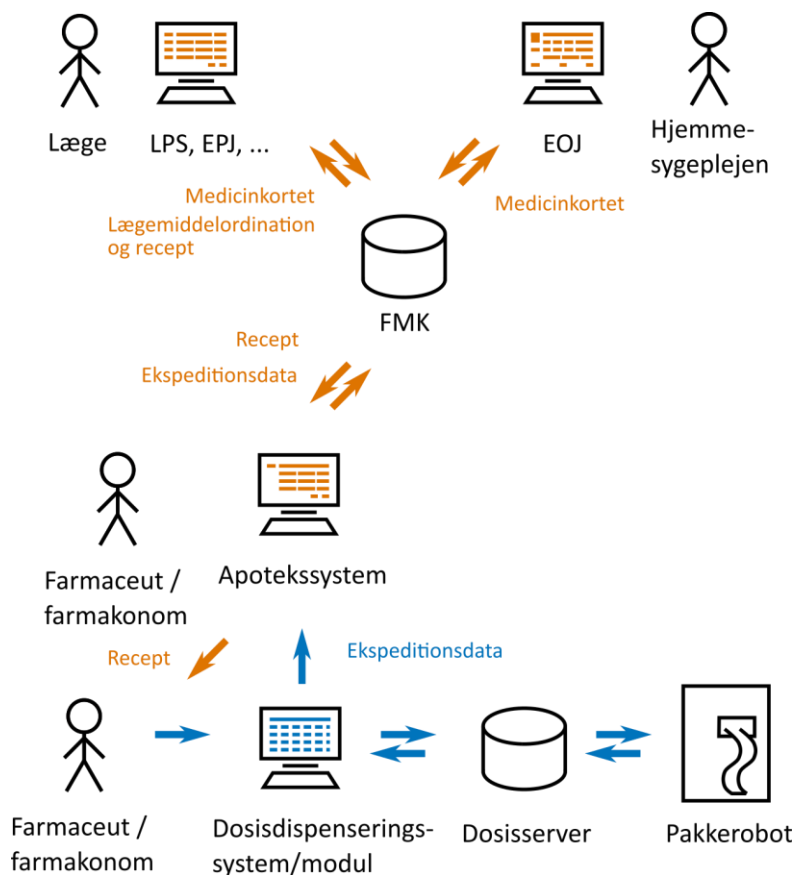 Læge
LPS, EPJ, ...
EOJ
Hjemme-
sygeplejen
Medicinkortet
Lægemiddelordination
og recept
Medicinkortet
FMK
Recept
Ekspeditionsdata
Farmaceut /
farmakonom
Apotekssystem
Recept
Ekspeditionsdata
Farmaceut /
farmakonom
Dosisdispenserings-
system/modul
Dosisserver
Pakkerobot